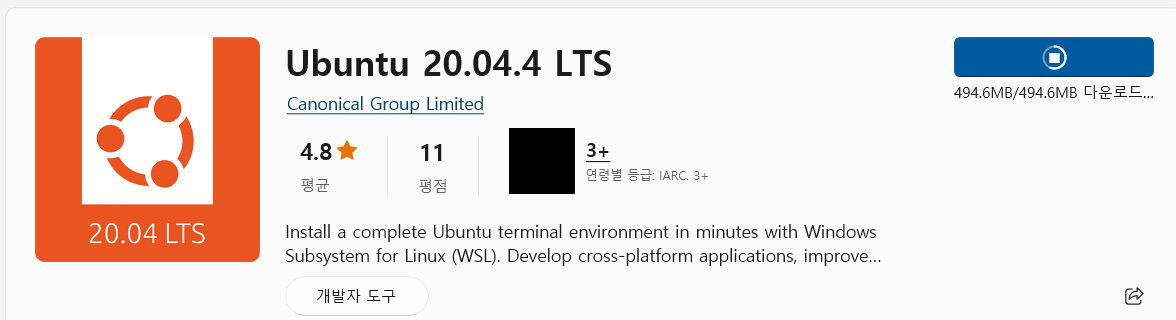 Ubuntu 20.04.4 LTS
Canonical Group Limited
494.6MB/494.6MB 다운로드...
4.8
평균
11
평점
3+
연령별 등급: IARC. 3+
20.04 LTS
Install a complete Ubuntu terminal environment in minutes with Windows
Subsystem for Linux (WSL). Develop cross-platform applications, improve...
개발자 도구